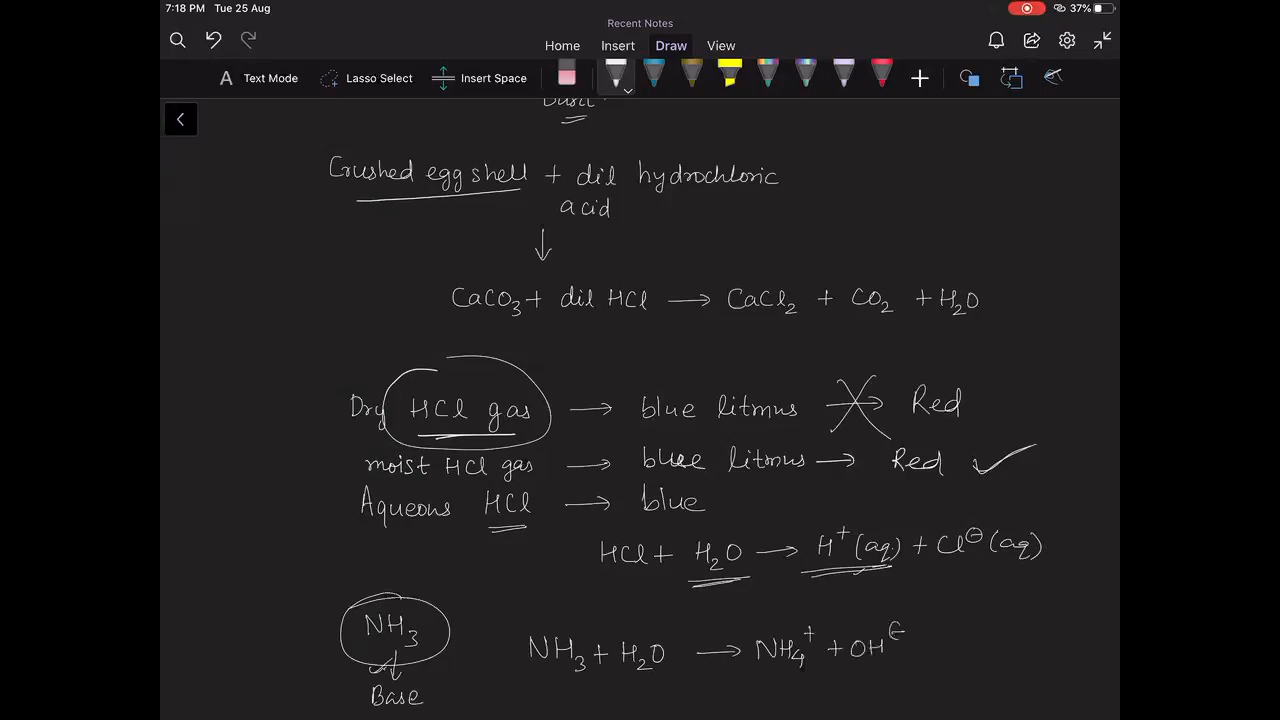 7:18 PM Tue 25 Aug
37%
Recent Notes
Home Insert Draw View
Text Mode Lasso Select Insert Space
Crushed egg shell + dil hydrochloric
acid
↓
CaCO₃ + dil HCl → CaCl₂ + CO₂ + H₂O
Dry HCl gas → blue litmus → Red
moist HCl gas → blue litmus → Red ✓
Aqueous HCl → blue
HCl + H₂O → H⁺(aq) + Cl⊖(aq)
NH₃
NH₃ + H₂O → NH₄⁺ + OH
↓
Base